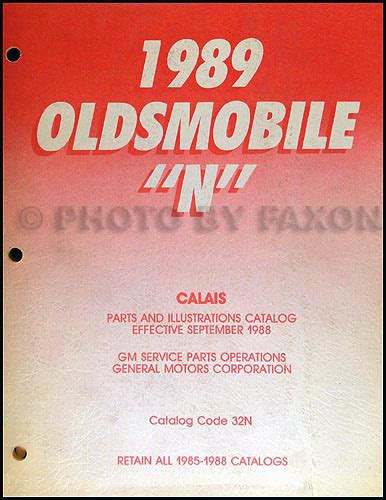 1989
OLDSMOBILE
"N"
© PHOTO BY FAXON
CALAIS
PARTS AND ILLUSTRATIONS CATALOG
EFFECTIVE SEPTEMBER 1988
GM SERVICE PARTS OPERATIONS
GENERAL MOTORS CORPORATION
Catalog Code 32N
RETAIN ALL 1985-1988 CATALOGS